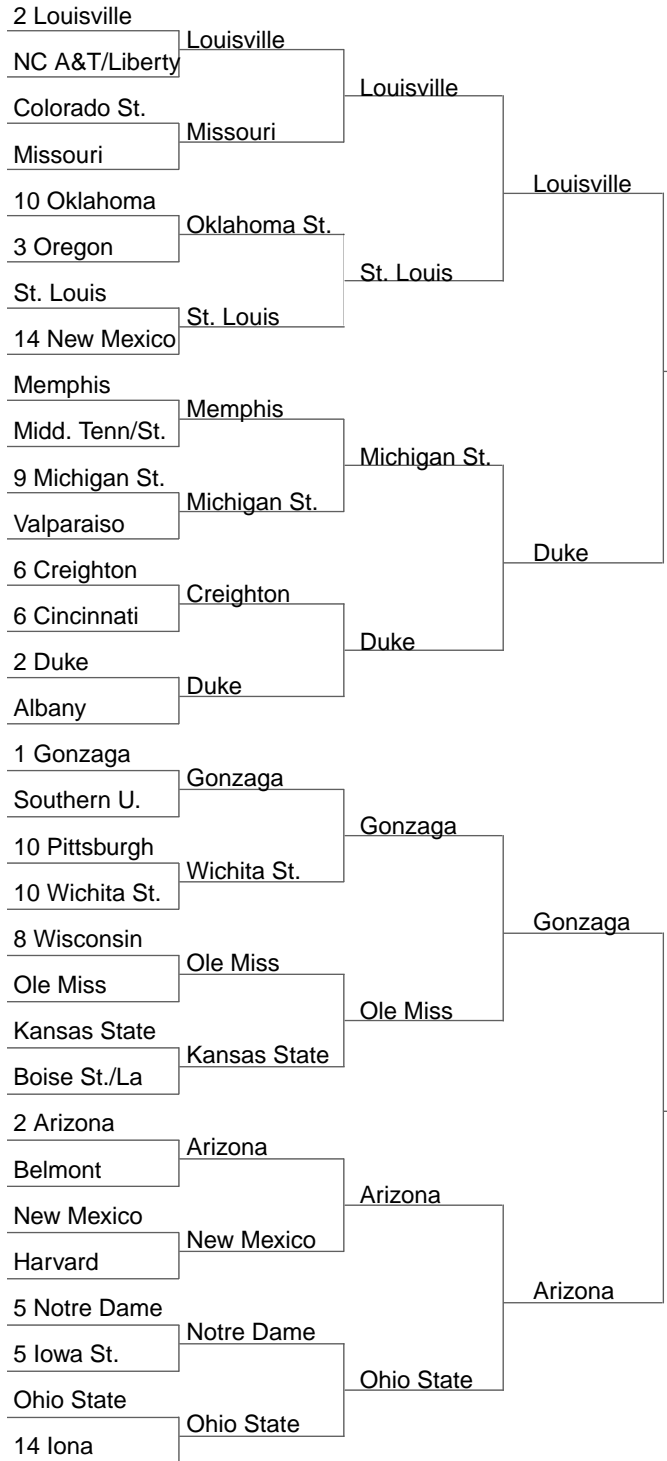 2 Louisville
NC A&T/Liberty
Colorado St.
Missouri
10 Oklahoma
3 Oregon
St. Louis
14 New Mexico
Memphis
Midd. Tenn/St.
9 Michigan St.
Valparaiso
6 Creighton
6 Cincinnati
2 Duke
Albany
1 Gonzaga
Southern U.
10 Pittsburgh
10 Wichita St.
8 Wisconsin
Ole Miss
Kansas State
Boise St./La
2 Arizona
Belmont
New Mexico
Harvard
5 Notre Dame
5 Iowa St.
Ohio State
14 Iona
Louisville
Missouri
Oklahoma St.
St. Louis
Memphis
Michigan St.
Creighton
Duke
Gonzaga
Wichita St.
Ole Miss
Kansas State
Arizona
New Mexico
Notre Dame
Ohio State
Louisville
St. Louis
Michigan St.
Duke
Gonzaga
Ole Miss
Arizona
Ohio State
Louisville
Duke
Gonzaga
Arizona